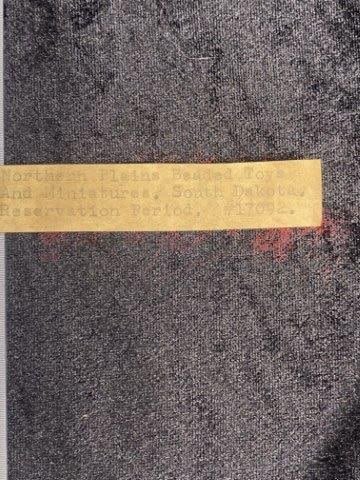 Northern Plains Beaded Toys
And Miniatures, South Dakota.
Reservation Period. #17092.